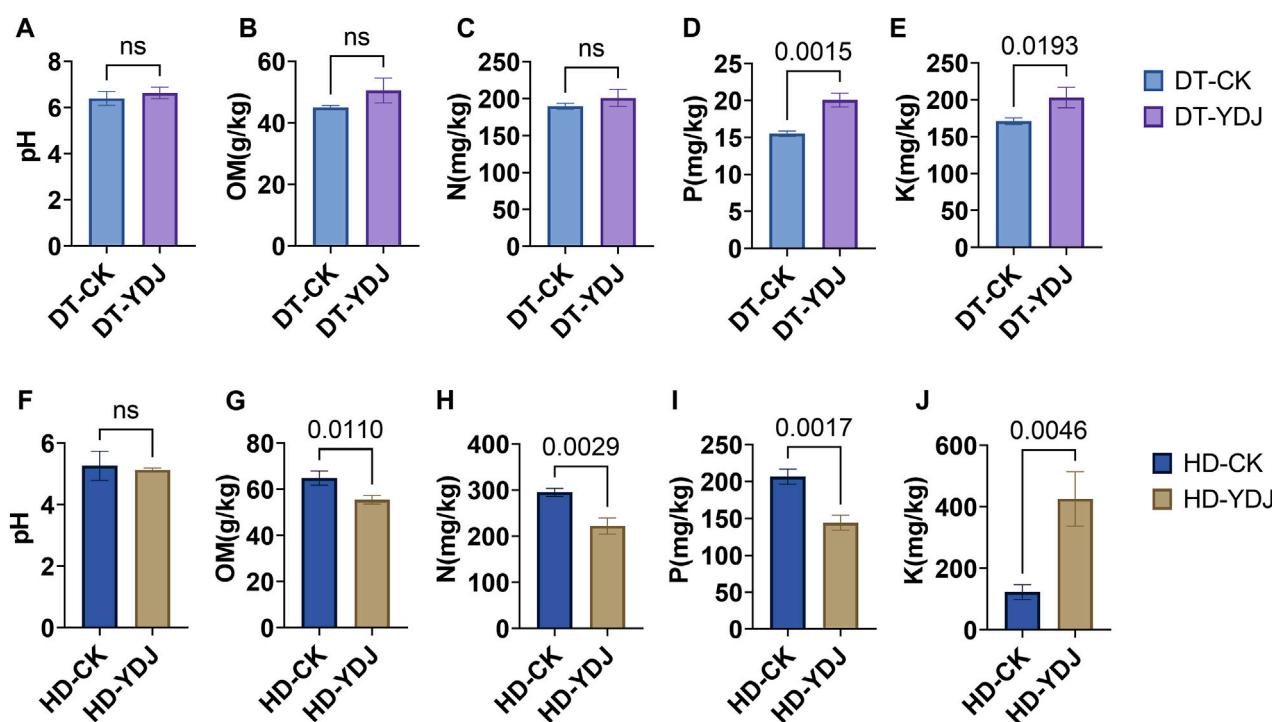 A
ns
pH
8
6
4
2
0
DT-CK
DT-YDJ
B
ns
OM(g/kg)
60
40
20
0
DT-CK
DT-YDJ
C
ns
N(mg/kg)
250
200
150
100
50
0
DT-CK
DT-YDJ
D
0.0015
P(mg/kg)
25
20
15
10
5
0
DT-CK
DT-YDJ
E
0.0193
K(mg/kg)
250
200
150
100
50
0
DT-CK
DT-YDJ
DT-CK
DT-YDJ
F
ns
pH
6
4
2
0
HD-CK
HD-YDJ
G
0.0110
OM(g/kg)
80
60
40
20
0
HD-CK
HD-YDJ
H
0.0029
N(mg/kg)
400
300
200
100
0
HD-CK
HD-YDJ
I
0.0017
P(mg/kg)
250
200
150
100
50
0
HD-CK
HD-YDJ
J
0.0046
K(mg/kg)
600
400
200
0
HD-CK
HD-YDJ
HD-CK
HD-YDJ